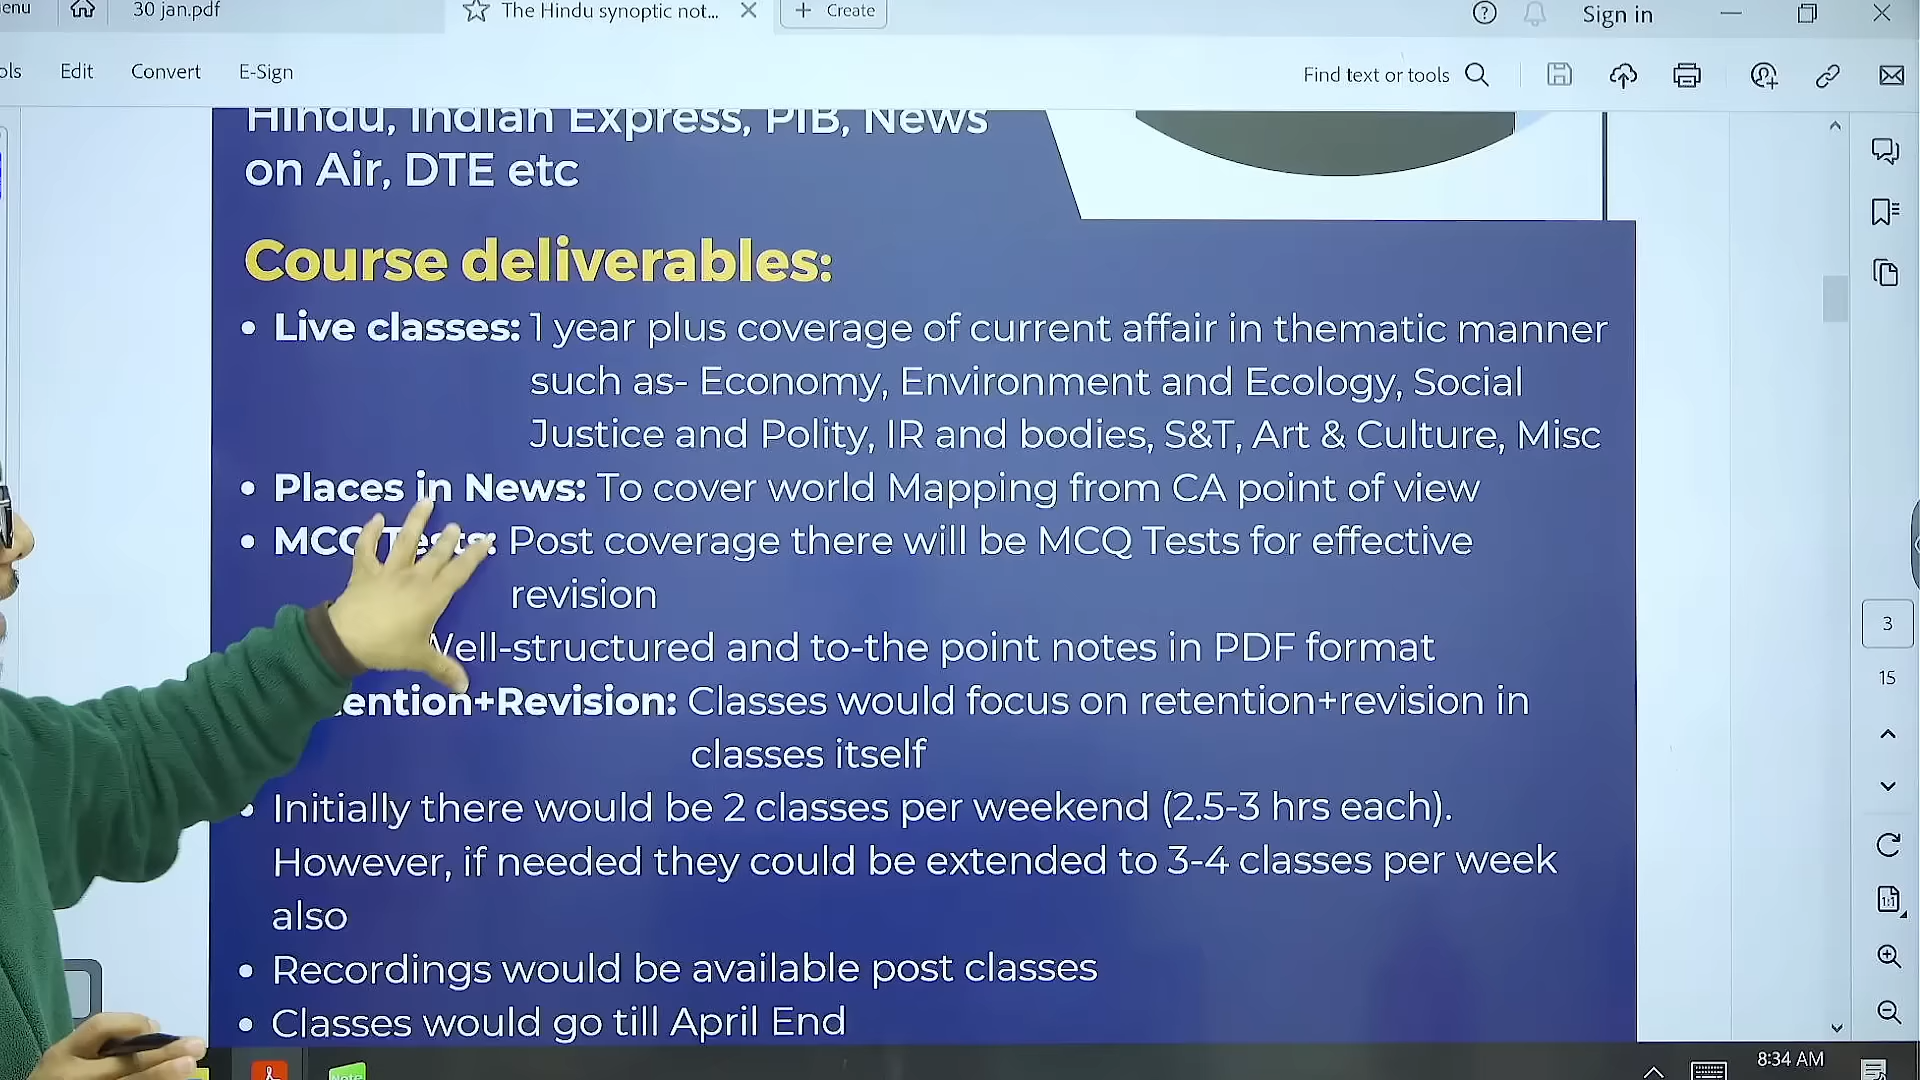 enu
30 jan.pdf
The Hindu synoptic not...
Create
Sign in
ols
Edit
Convert
E-Sign
Find text or tools
Hindu, Indian Express, PIB, News
on Air, DTE etc
Course deliverables:
• Live classes: 1 year plus coverage of current affair in thematic manner
such as- Economy, Environment and Ecology, Social
Justice and Polity, IR and bodies, S&T, Art & Culture, Misc
• Places in News: To cover world Mapping from CA point of view
• MCQ Tests: Post coverage there will be MCQ Tests for effective
revision
Well-structured and to-the point notes in PDF format
ention+Revision: Classes would focus on retention+revision in
classes itself
• Initially there would be 2 classes per weekend (2.5-3 hrs each).
However, if needed they could be extended to 3-4 classes per week
also
• Recordings would be available post classes
• Classes would go till April End
3
15
1:1
8:34 AM